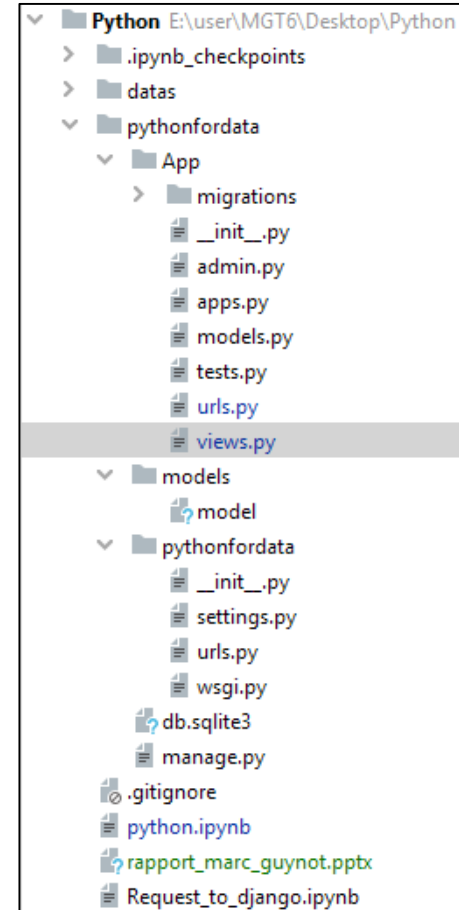 Python E:\user\MGT6\Desktop\Python
.ipynb_checkpoints
datas
pythonfordata
App
migrations
__init__.py
admin.py
apps.py
models.py
tests.py
urls.py
views.py
models
model
pythonfordata
__init__.py
settings.py
urls.py
wsgi.py
db.sqlite3
manage.py
.gitignore
python.ipynb
rapport_marc_guynot.pptx
Request_to_django.ipynb